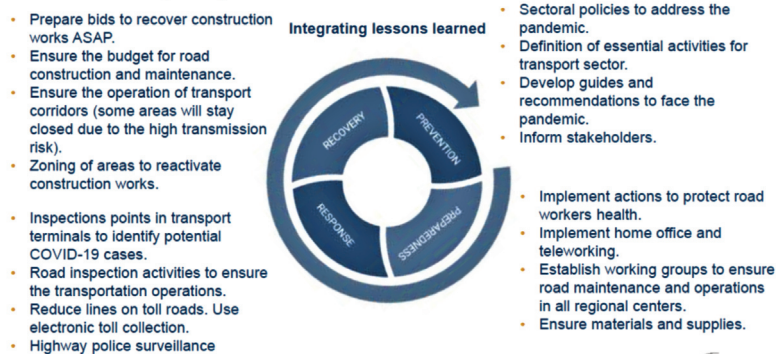 Integrating lessons learned
• Prepare bids to recover construction
works ASAP.
• Ensure the budget for road
construction and maintenance.
• Ensure the operation of transport
corridors (some areas will stay
closed due to the high transmission
risk).
• Zoning of areas to reactivate
construction works.
• Inspections points in transport
terminals to identify potential
COVID-19 cases.
• Road inspection activities to ensure
the transportation operations.
• Reduce lines on toll roads. Use
electronic toll collection.
• Highway police surveillance
RECOVERY
PREVENTION
RESPONSE
PREPAREDNESS
• Sectoral policies to address the
pandemic.
• Definition of essential activities for
transport sector.
• Develop guides and
recommendations to face the
pandemic.
• Inform stakeholders.
• Implement actions to protect road
workers health.
• Implement home office and
teleworking.
• Establish working groups to ensure
road maintenance and operations
in all regional centers.
• Ensure materials and supplies.